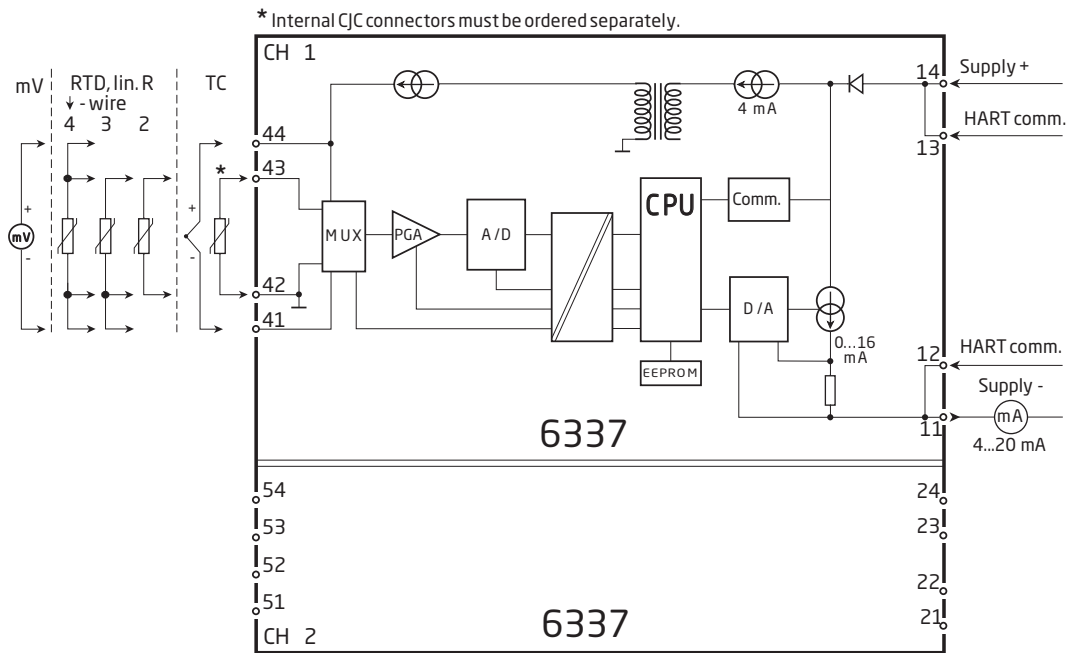 * Internal CJC connectors must be ordered separately.
CH 1
mV
RTD, lin. R
- wire
4 3 2
TC
44
43
*
42
41
+
mV
-
+
-
4 mA
14
Supply +
HART comm.
13
MUX
PGA
A/D
CPU
Comm.
D/A
0...16
mA
EEPROM
12
HART comm.
Supply -
11
mA
4...20 mA
6337
54
53
52
51
24
23
22
21
CH 2
6337